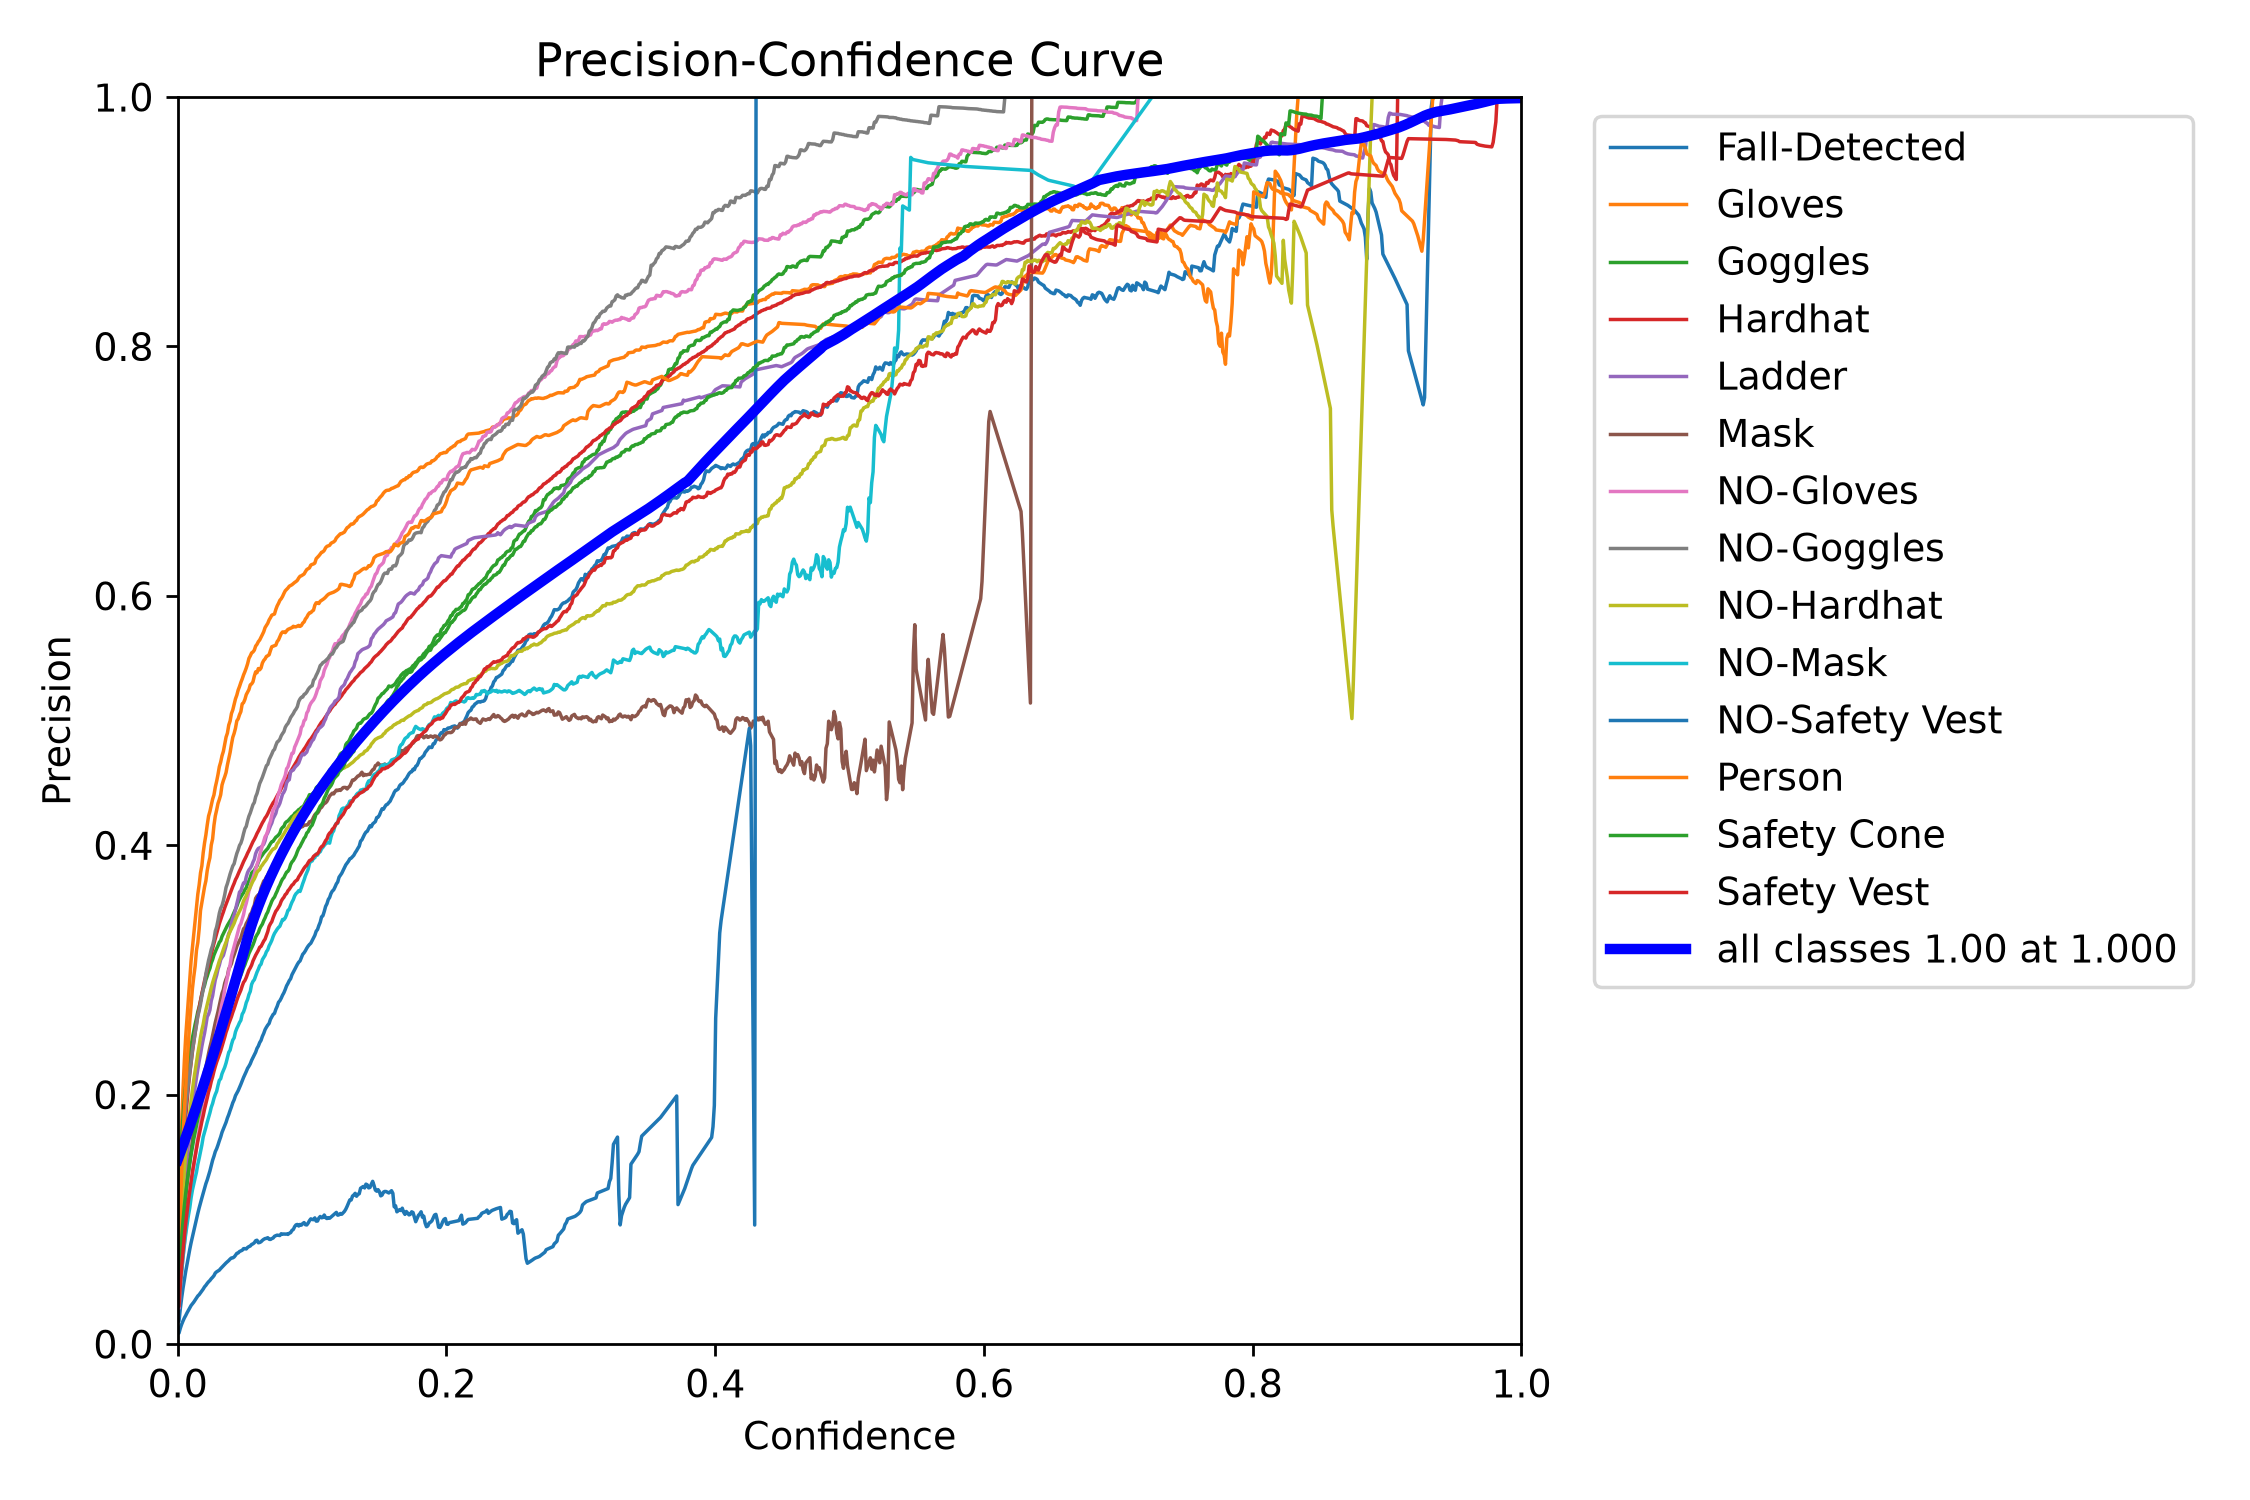 Precision-Confidence Curve
1.0
0.8
0.6
0.4
0.2
0.0
Precision
0.0 0.2 0.4 0.6 0.8 1.0
Confidence
Fall-Detected
Gloves
Goggles
Hardhat
Ladder
Mask
NO-Gloves
NO-Goggles
NO-Hardhat
NO-Mask
NO-Safety Vest
Person
Safety Cone
Safety Vest
all classes 1.00 at 1.000